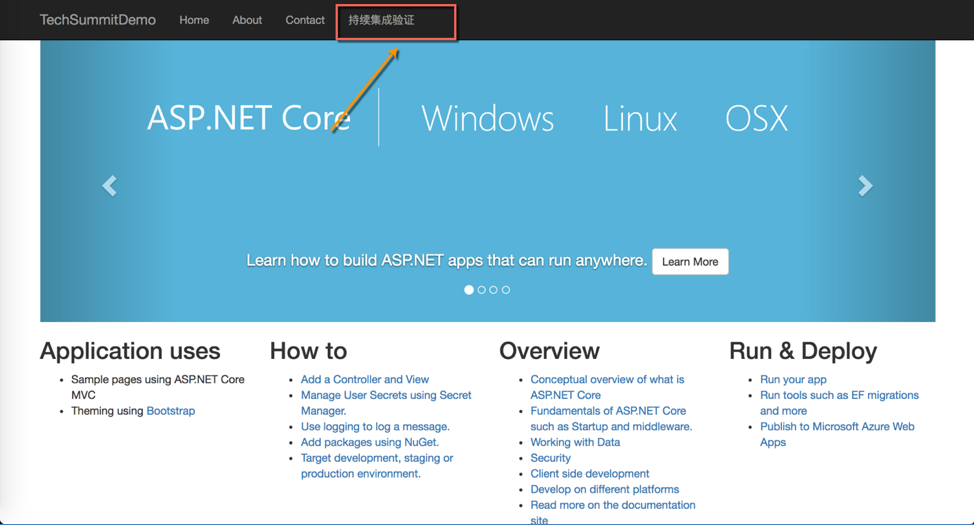 TechSummitDemo Home About Contact 持续集成验证
ASP.NET Core Windows Linux OSX
Learn how to build ASP.NET apps that can run anywhere. Learn More
Application uses
Sample pages using ASP.NET Core
MVC
Theming using Bootstrap
How to
Add a Controller and View
Manage User Secrets using Secret
Manager.
Use logging to log a message.
Add packages using NuGet.
Target development, staging or
production environment.
Overview
Conceptual overview of what is
ASP.NET Core
Fundamentals of ASP.NET Core
such as Startup and middleware.
Working with Data
Security
Client side development
Develop on different platforms
Read more on the documentation
site
Run & Deploy
Run your app
Run tools such as EF migrations
and more
Publish to Microsoft Azure Web
Apps